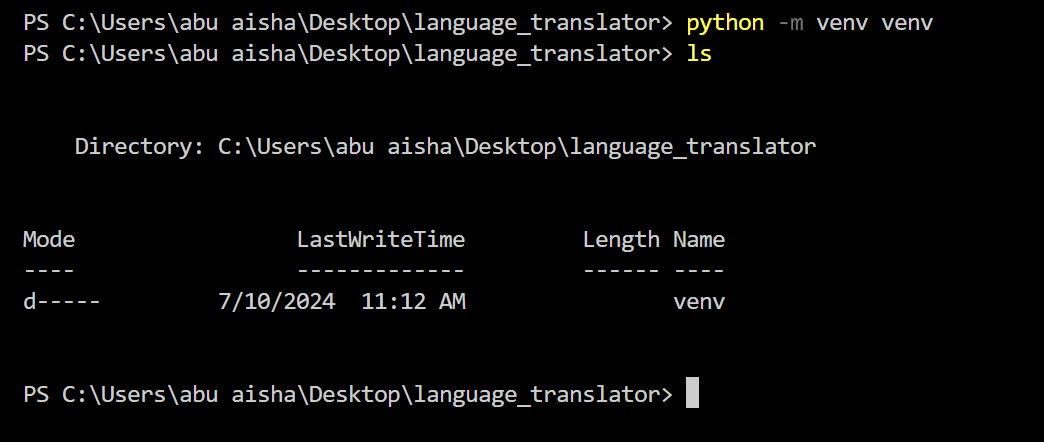 PS C:\Users\abu aisha\Desktop\language_translator> python -m venv venv
PS C:\Users\abu aisha\Desktop\language_translator> ls
Directory: C:\Users\abu aisha\Desktop\language_translator
Mode                 LastWriteTime         Length Name
----                 -------------         ------ ----
d-----         7/10/2024  11:12 AM                venv
PS C:\Users\abu aisha\Desktop\language_translator>